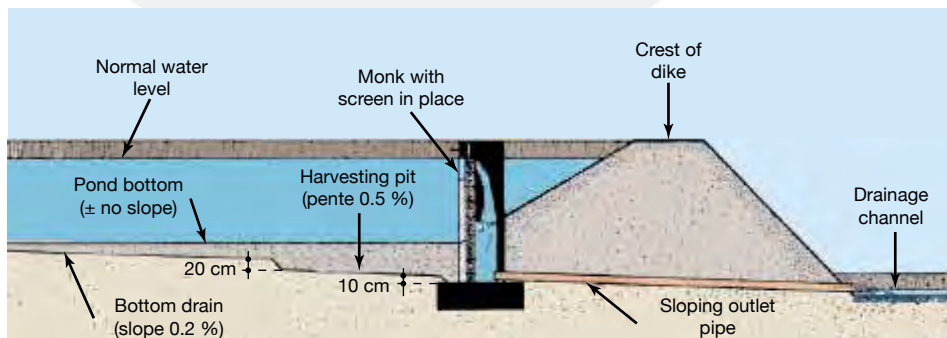 Normal water
level
Monk with
screen in place
Crest of
dike
Pond bottom
(± no slope)
Harvesting pit
(pente 0.5 %)
Drainage
channel
20 cm
10 cm
Bottom drain
(slope 0.2 %)
Sloping outlet
pipe